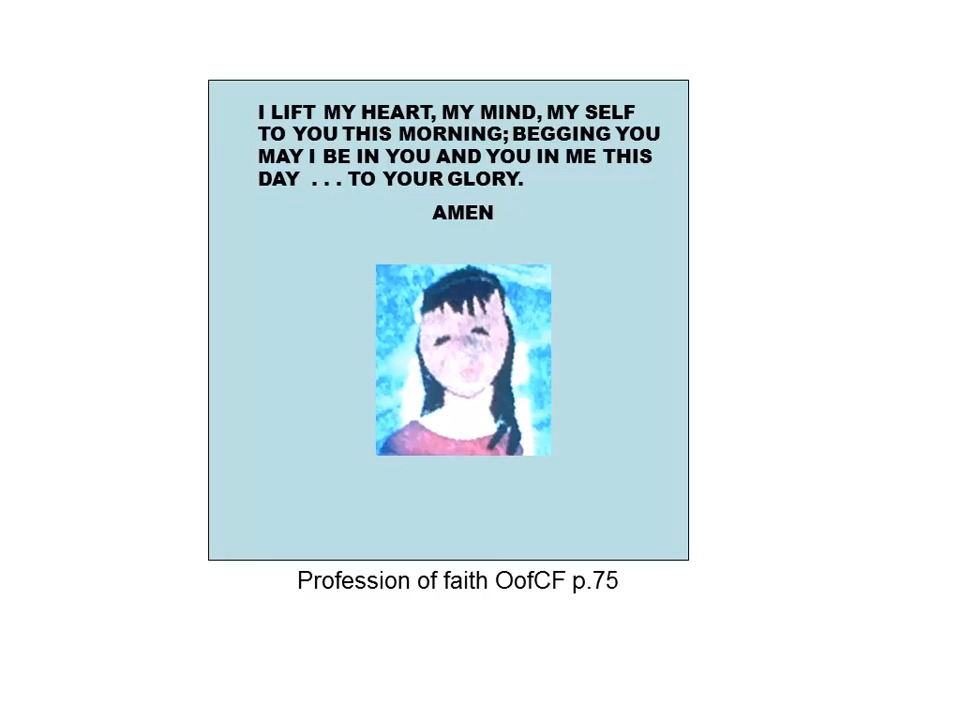 I LIFT MY HEART, MY MIND, MY SELF
TO YOU THIS MORNING; BEGGING YOU
MAY I BE IN YOU AND YOU IN ME THIS
DAY . . . TO YOUR GLORY.
AMEN
Profession of faith OofCF p.75